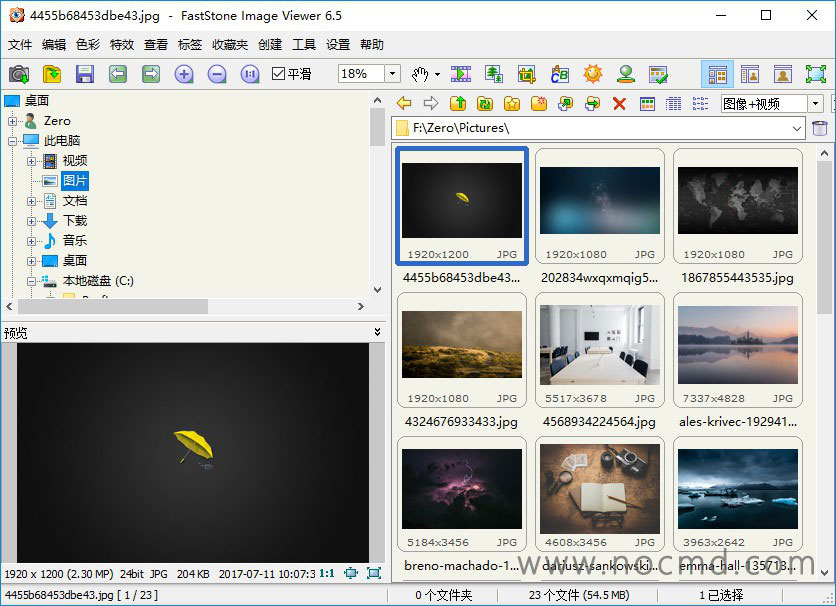 4455b68453dbe43.jpg - FastStone Image Viewer 6.5
文件 编辑 色彩 特效 查看 标签 收藏夹 创建 工具 设置 帮助
1:1 平滑 18%
图像+视频
桌面
Zero
此电脑
视频
图片
文档
下载
音乐
桌面
本地磁盘 (C:)
F:\Zero\Pictures\
1920x1200 JPG
1920x1080 JPG
1920x1080 JPG
4455b68453dbe43...
202834wxqxmqig5...
1867855443535.jpg
1920x1080 JPG
5517x3678 JPG
7337x4828 JPG
4324676933433.jpg
4568934224564.jpg
ales-krivec-192941...
5184x3456 JPG
4608x3456 JPG
3963x2642 JPG
breno-machado-1...
dariusz-sankowski...
emma-hall-135713...
www.nocmd.com
预览
1920 x 1200 (2.30 MP) 24bit JPG 204 KB 2017-07-11 10:07:3 1:1
4455b68453dbe43.jpg [ 1 / 23 ]
0 个文件夹
23 个文件 (54.5 MB)
1 已选择